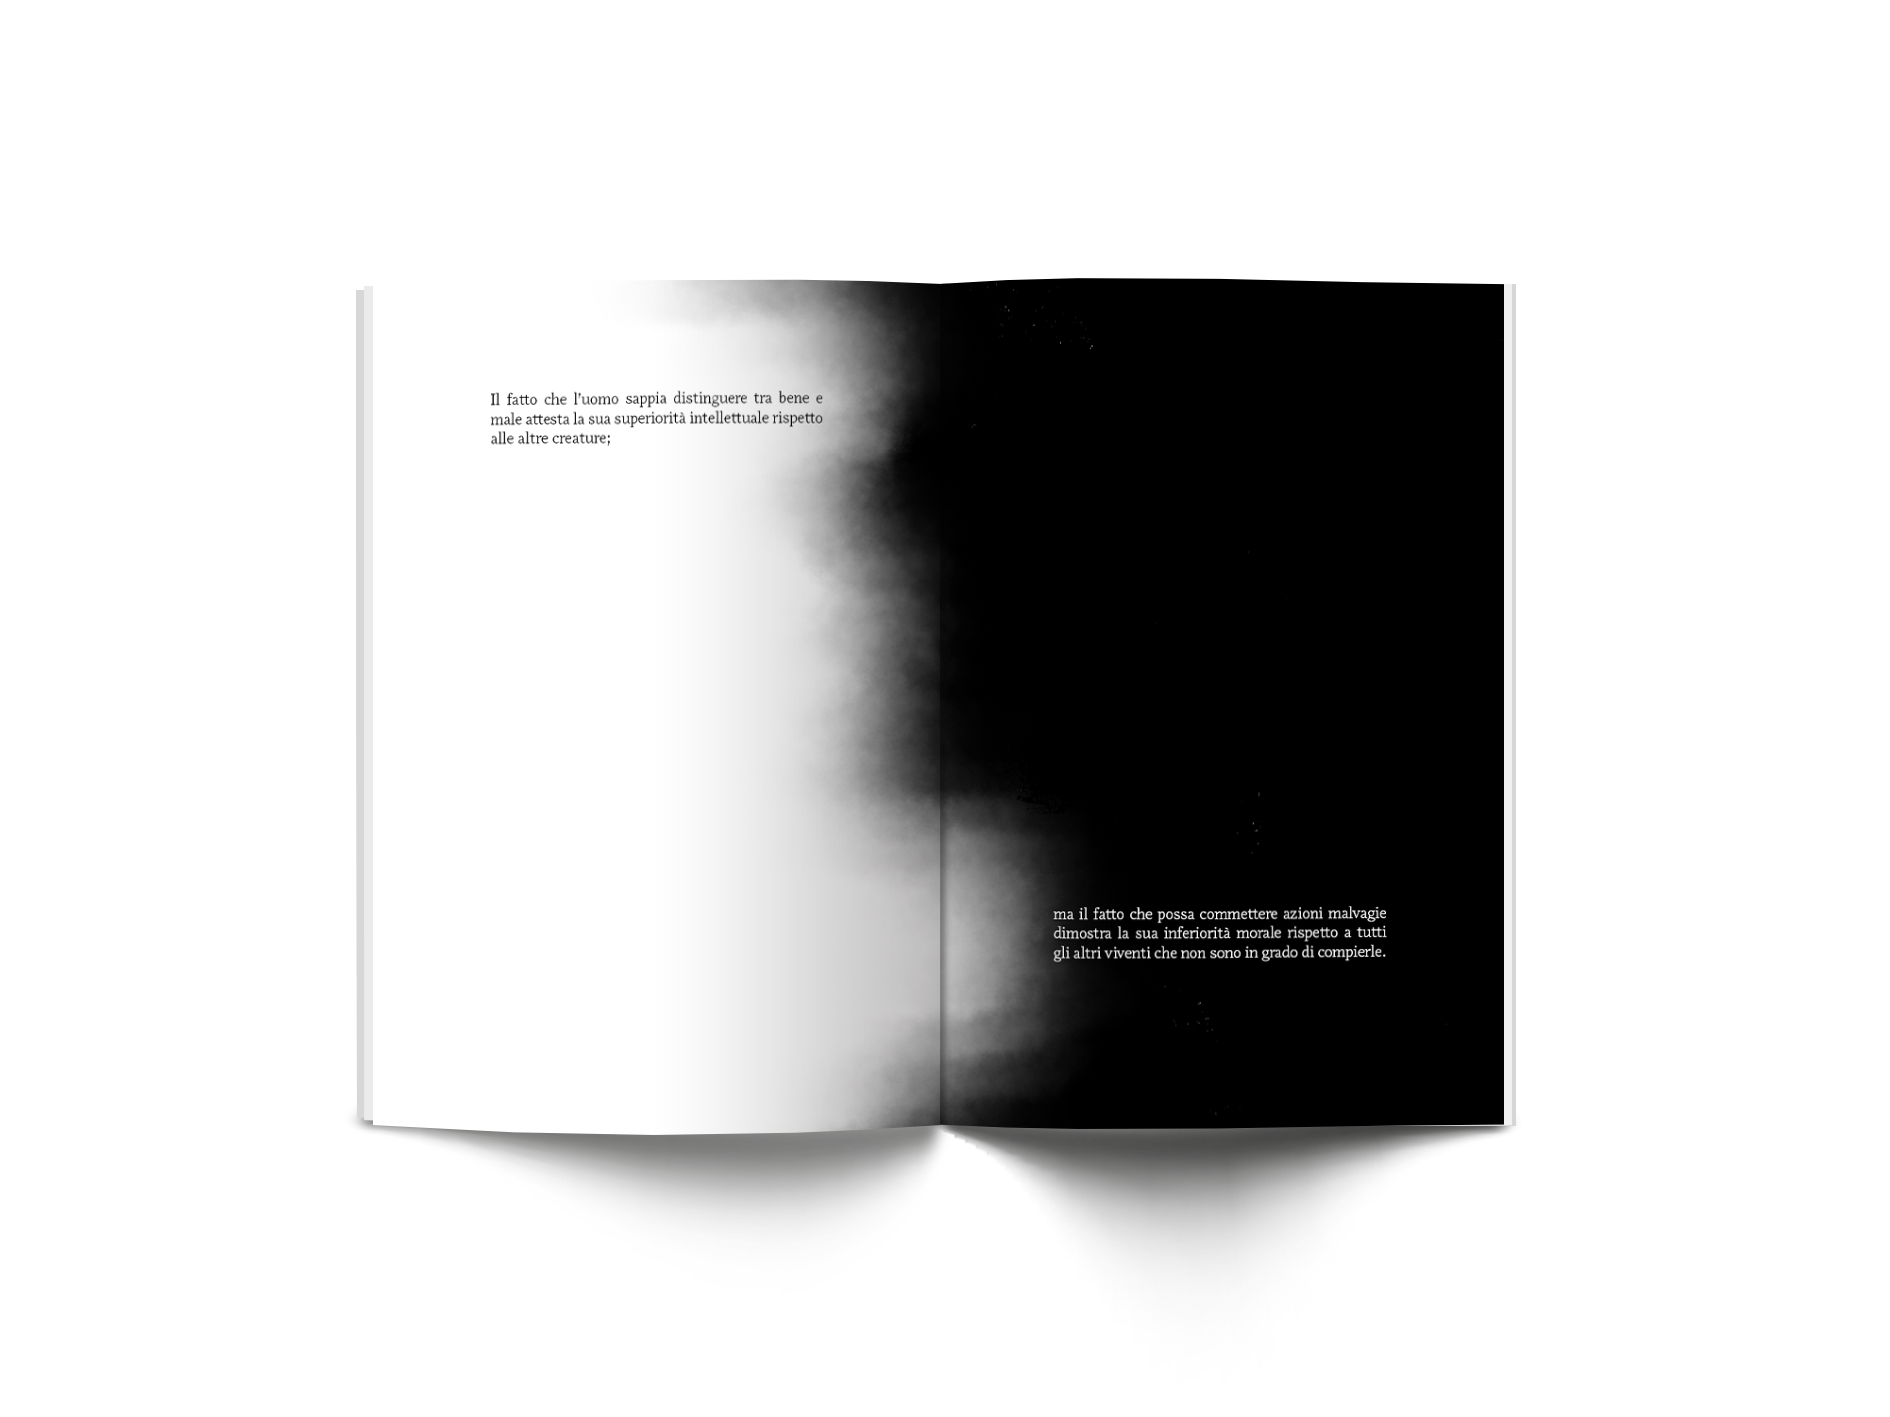 Il fatto che l'uomo sappia distinguere tra bene e
male attesta la sua superiorità intellettuale rispetto
alle altre creature;
ma il fatto che possa commettere azioni malvagie
dimostra la sua inferiorità morale rispetto a tutti
gli altri viventi che non sono in grado di compierle.